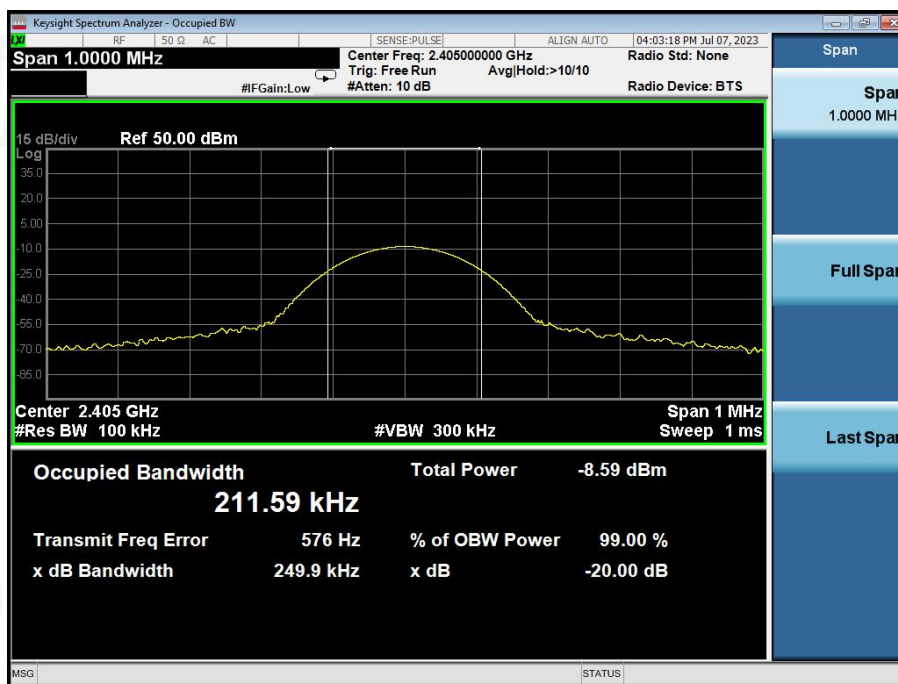 Keysight Spectrum Analyzer - Occupied BW
LXI RF 50 Ω AC SENSE:PULSE ALIGN AUTO 04:03:18 PM Jul 07, 2023
Span 1.0000 MHz
Center Freq: 2.405000000 GHz Radio Std: None
Trig: Free Run Avg|Hold:>10/10
#IFGain:Low #Atten: 10 dB Radio Device: BTS
15 dB/div Ref 50.00 dBm
Log
35.0
20.0
5.00
-10.0
-25.0
-40.0
-55.0
-70.0
-85.0
Center 2.405 GHz Span 1 MHz
#Res BW 100 kHz #VBW 300 kHz Sweep 1 ms
Occupied Bandwidth Total Power -8.59 dBm
211.59 kHz
Transmit Freq Error 576 Hz % of OBW Power 99.00 %
x dB Bandwidth 249.9 kHz x dB -20.00 dB
MSG STATUS
Span
Span
1.0000 MH
Full Span
Last Span